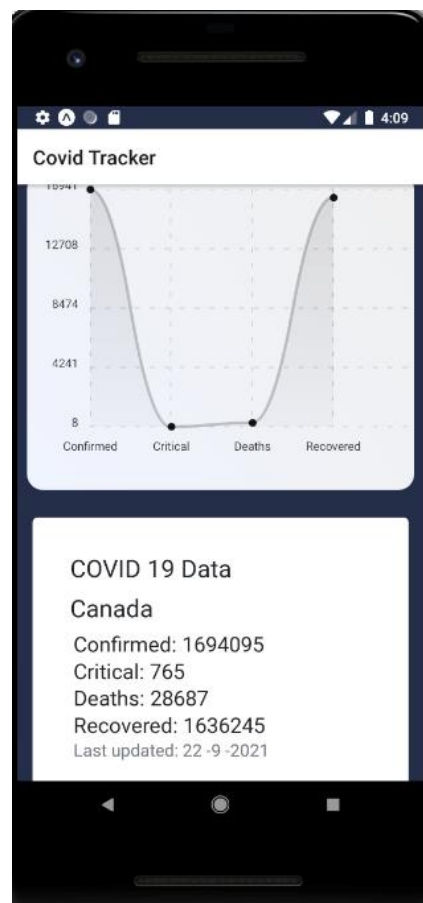 4:09
Covid Tracker
16941
12708
8474
4241
8
Confirmed Critical Deaths Recovered
COVID 19 Data
Canada
Confirmed: 1694095
Critical: 765
Deaths: 28687
Recovered: 1636245
Last updated: 22 -9 -2021